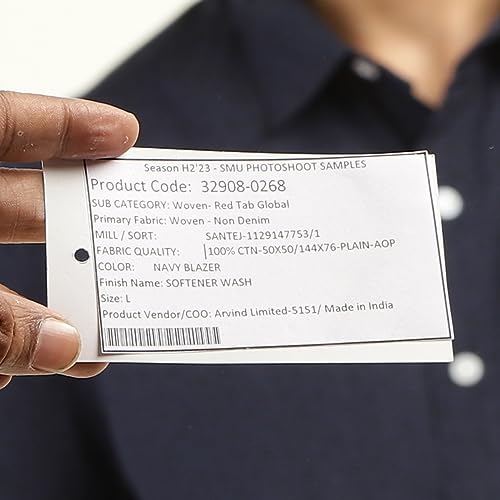 Season H2'23 - SMU PHOTOSHOOT SAMPLES
Product Code: 32908-0268
SUB CATEGORY: Woven- Red Tab Global
Primary Fabric: Woven - Non Denim
MILL / SORT: SANTEJ-1129147753/1
FABRIC QUALITY: 100% CTN-50X50/144X76-PLAIN-AOP
COLOR: NAVY BLAZER
Finish Name: SOFTENER WASH
Size: L
Product Vendor/COO: Arvind Limited-5151/ Made in India